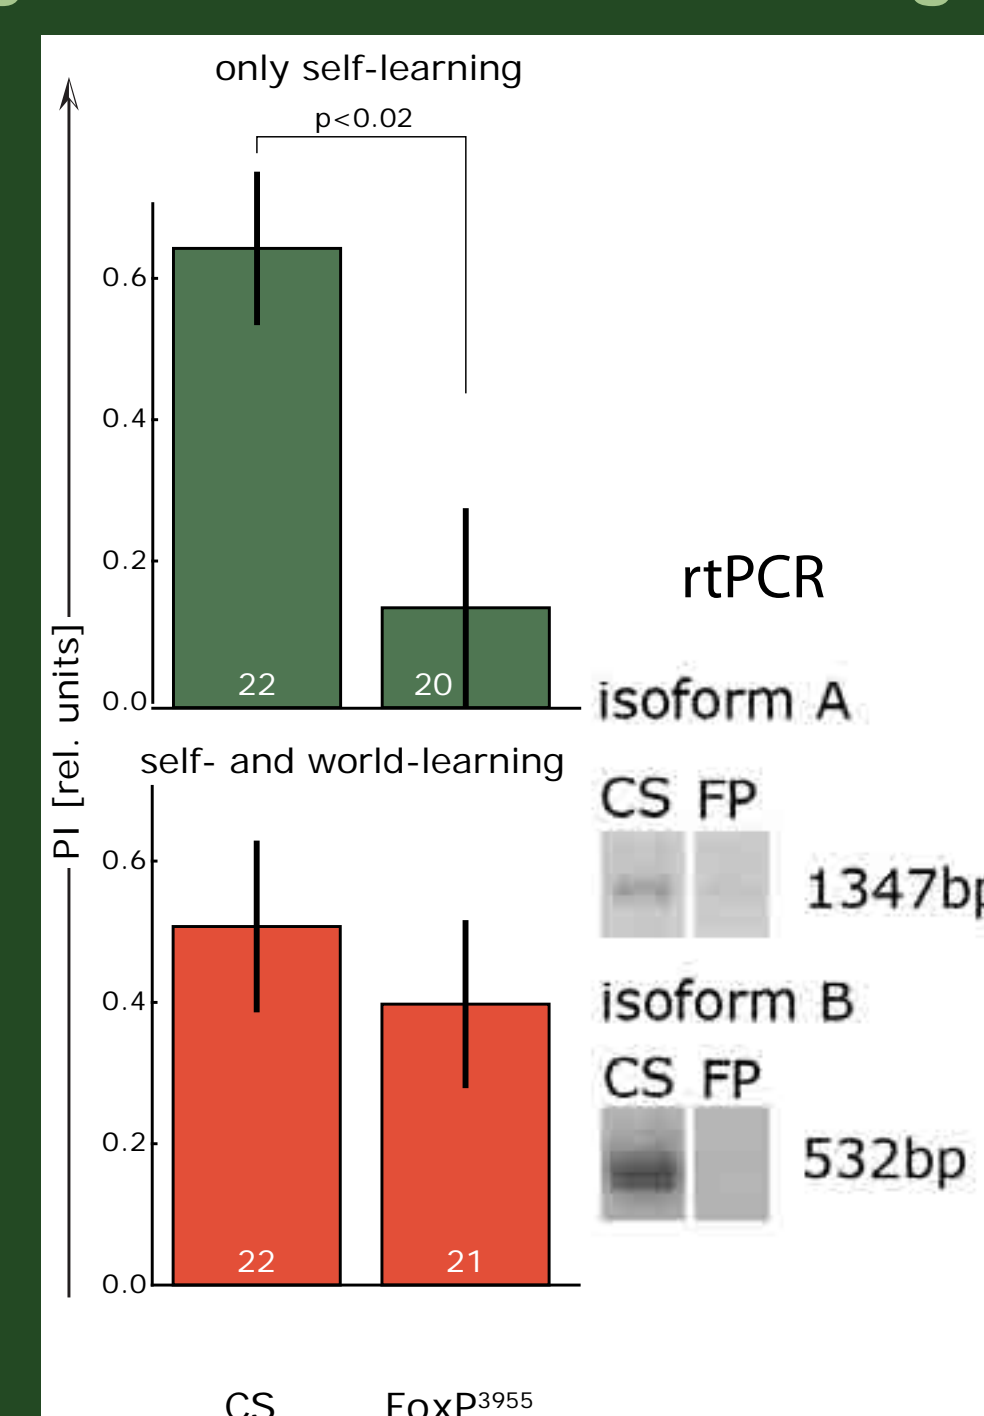 only self-learning
p<0.02
0.6
0.4
0.2
0.0
22
20
PI [rel. units]
self- and world-learning
0.6
0.4
0.2
0.0
22
21
CS
FoxP3955
rtPCR
isoform A
CS FP
1347bp
isoform B
CS FP
532bp